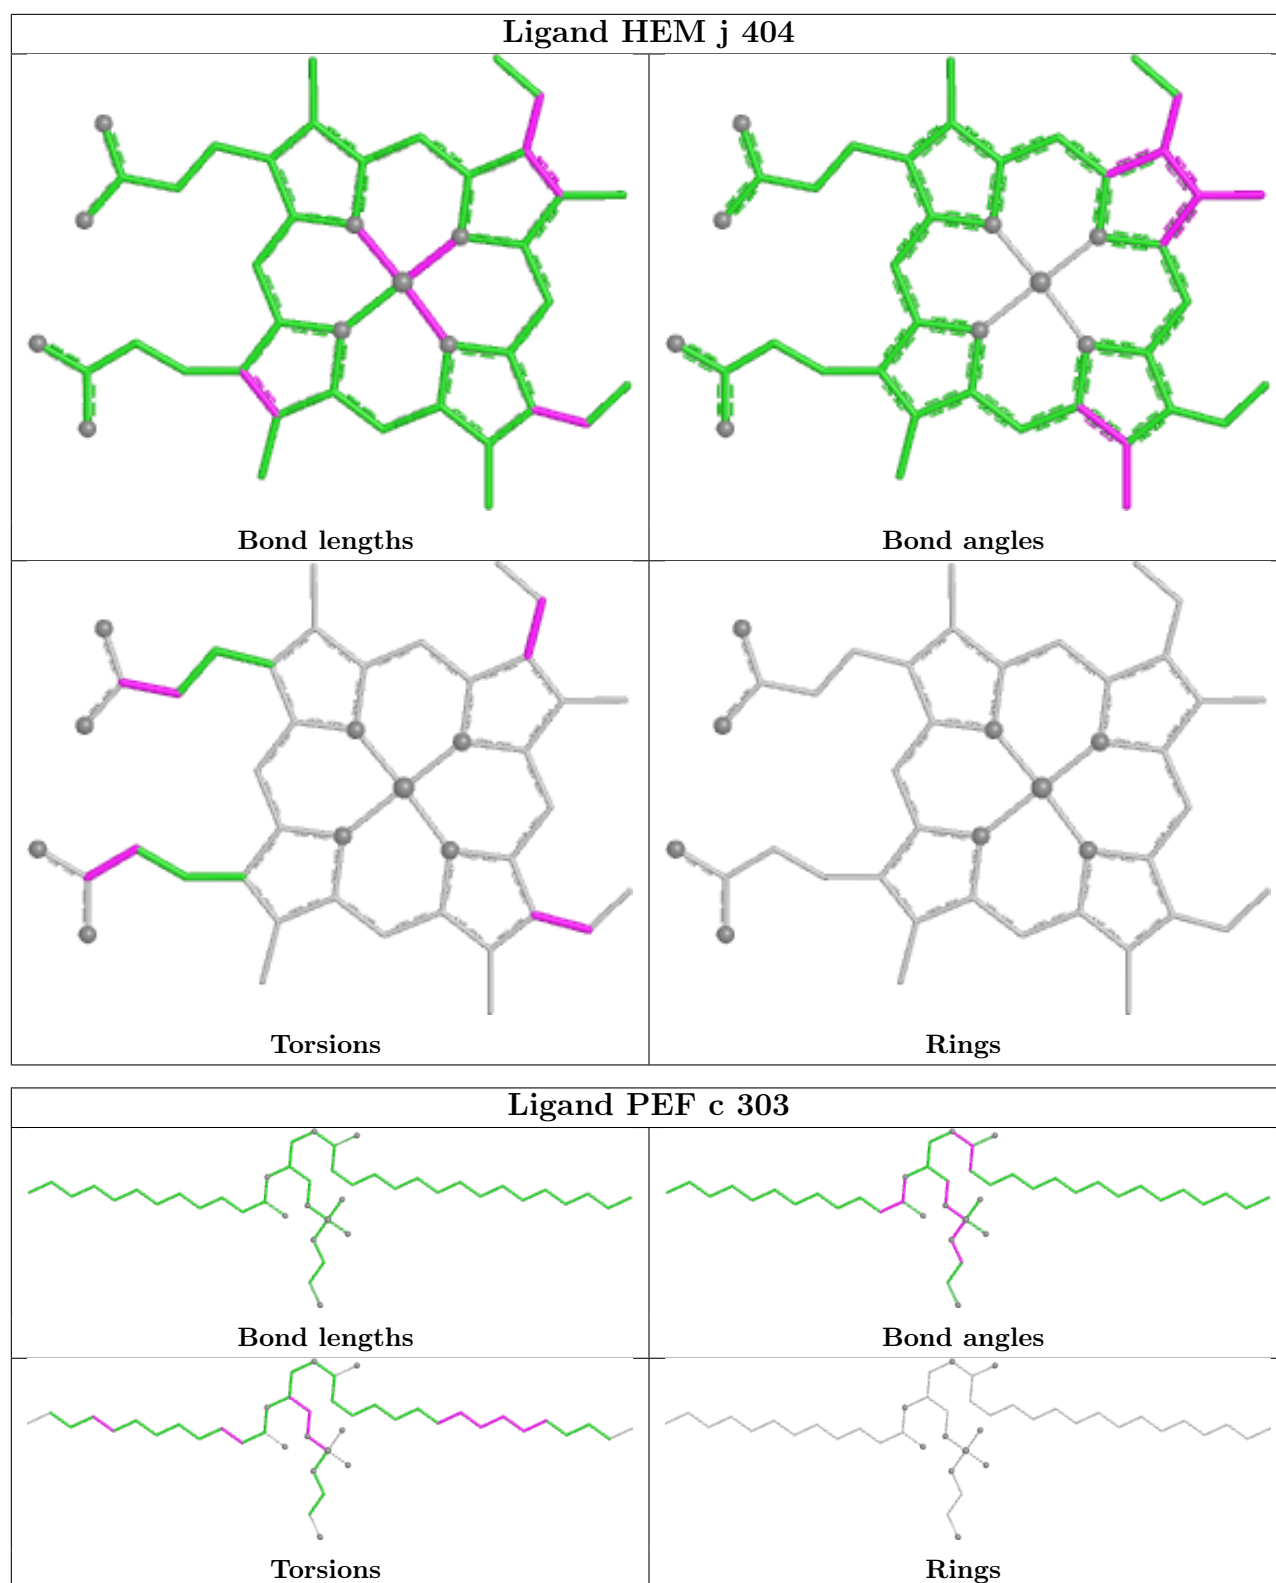 Ligand HEM j 404
Bond lengths
Bond angles
Torsions
Rings
Ligand PEF c 303
Bond lengths
Bond angles
Torsions
Rings